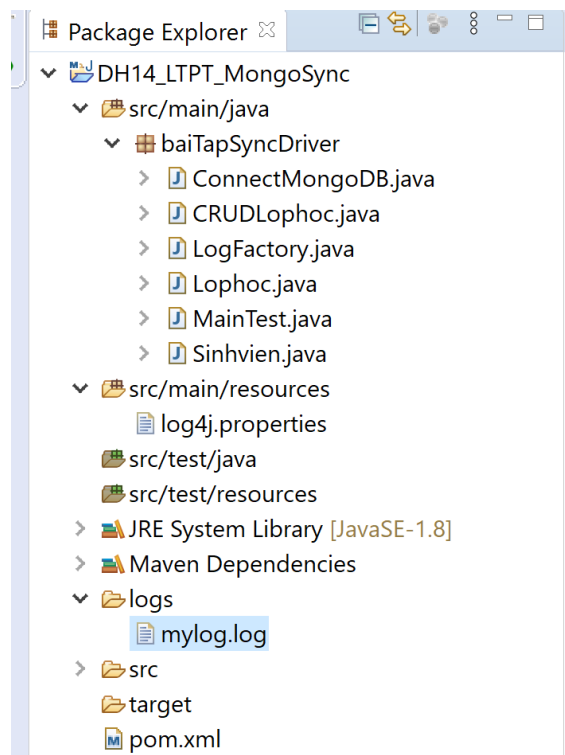 Package Explorer
DH14_LTPT_MongoSync
src/main/java
baiTapSyncDriver
ConnectMongoDB.java
CRUDLophoc.java
LogFactory.java
Lophoc.java
MainTest.java
Sinhvien.java
src/main/resources
log4j.properties
src/test/java
src/test/resources
JRE System Library [JavaSE-1.8]
Maven Dependencies
logs
mylog.log
src
target
pom.xml